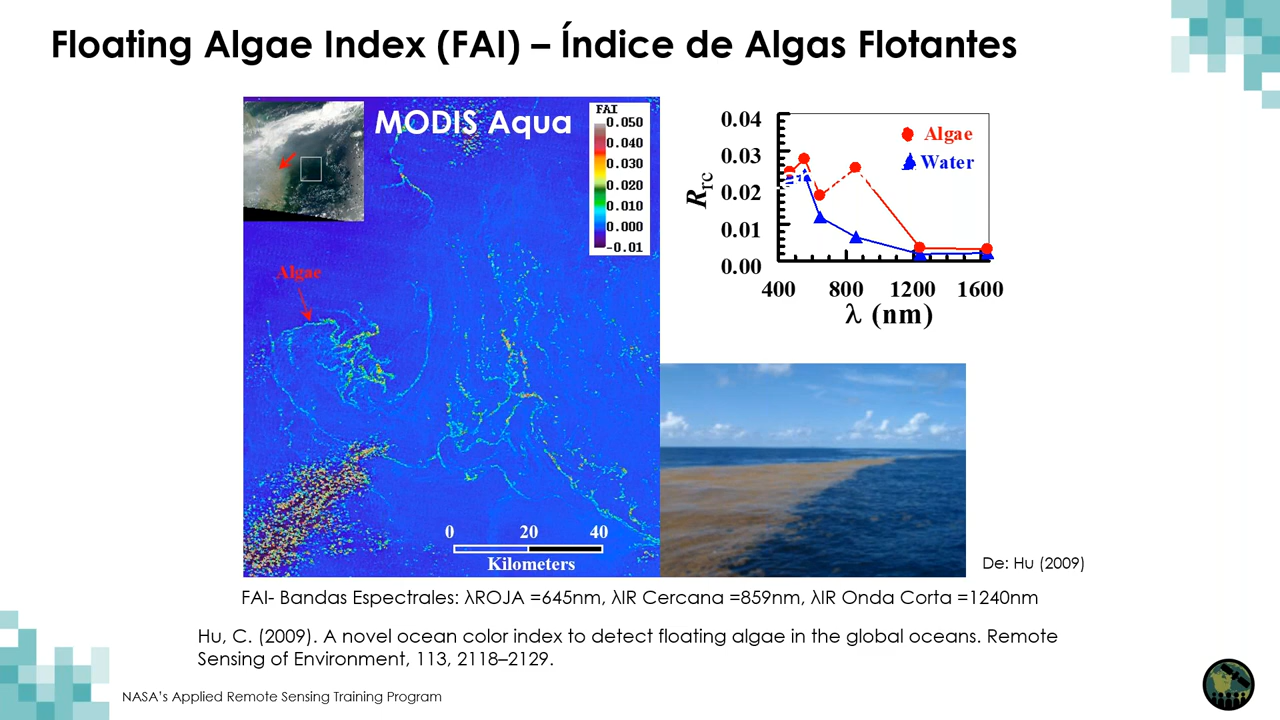 Floating Algae Index (FAI) – Índice de Algas Flotantes
MODIS Aqua
FAI
0.050
0.040
0.030
0.020
0.010
0.000
-0.01
Algae
0 20 40
Kilometers
0.04
0.03
0.02
0.01
0.00
Rrc
Algae
Water
400 800 1200 1600
λ (nm)
De: Hu (2009)
FAI- Bandas Espectrales: λROJA =645nm, λIR Cercana =859nm, λIR Onda Corta =1240nm
Hu, C. (2009). A novel ocean color index to detect floating algae in the global oceans. Remote
Sensing of Environment, 113, 2118–2129.
NASA's Applied Remote Sensing Training Program